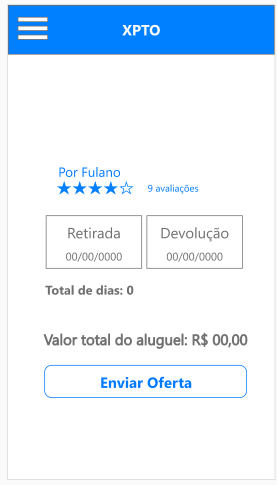 XPTO
Por Fulano
9 avaliações
Retirada
00/00/0000
Devolução
00/00/0000
Total de dias: 0
Valor total do aluguel: R$ 00,00
Enviar Oferta